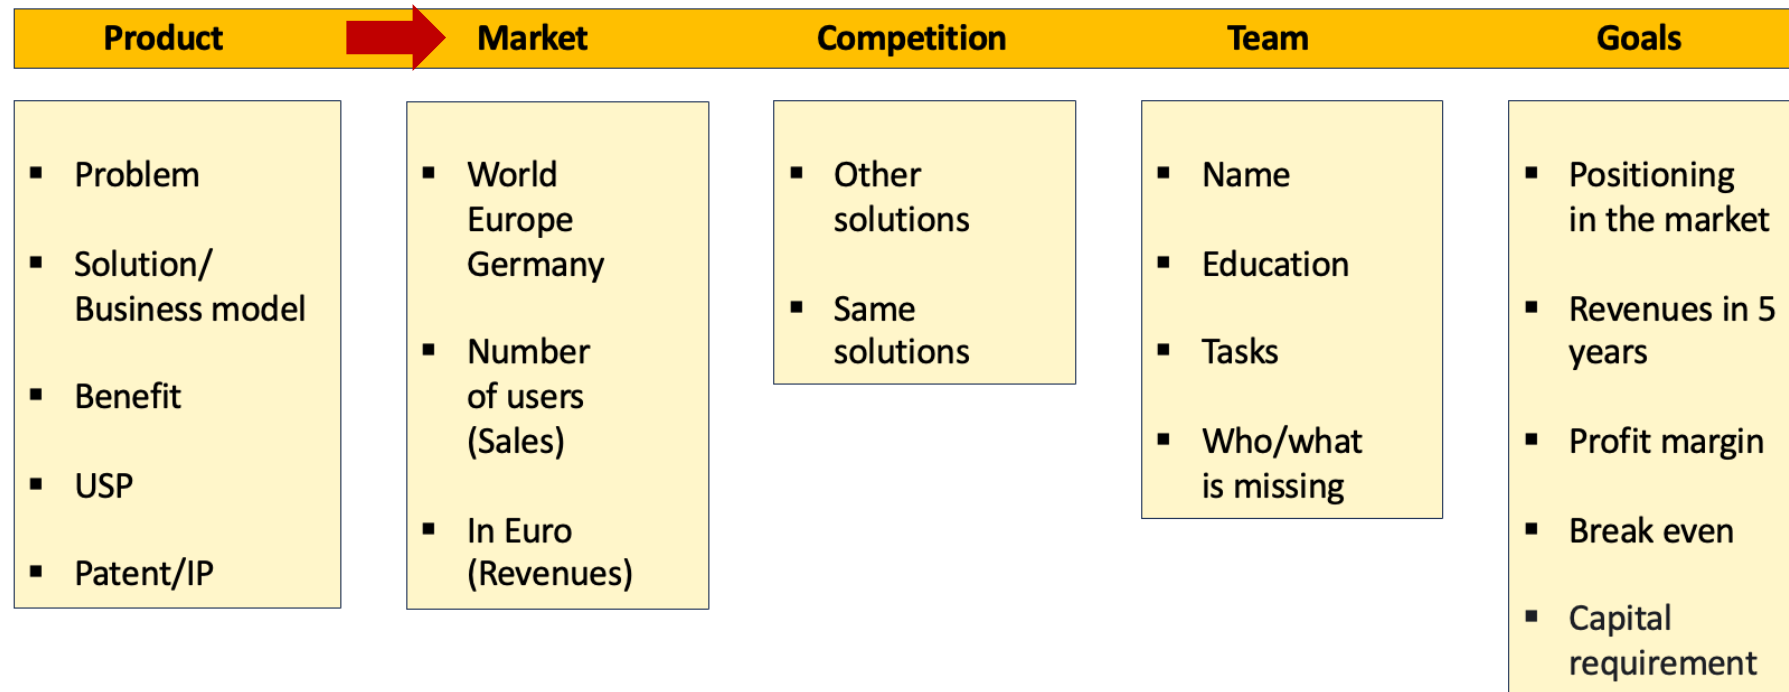 Product
Market
Competition
Team
Goals
▪ Problem
▪ Solution/
Business model
▪ Benefit
▪ USP
▪ Patent/IP
▪ World
Europe
Germany
▪ Number
of users
(Sales)
▪ In Euro
(Revenues)
▪ Other
solutions
▪ Same
solutions
▪ Name
▪ Education
▪ Tasks
▪ Who/what
is missing
▪ Positioning
in the market
▪ Revenues in 5
years
▪ Profit margin
▪ Break even
▪ Capital
requirement